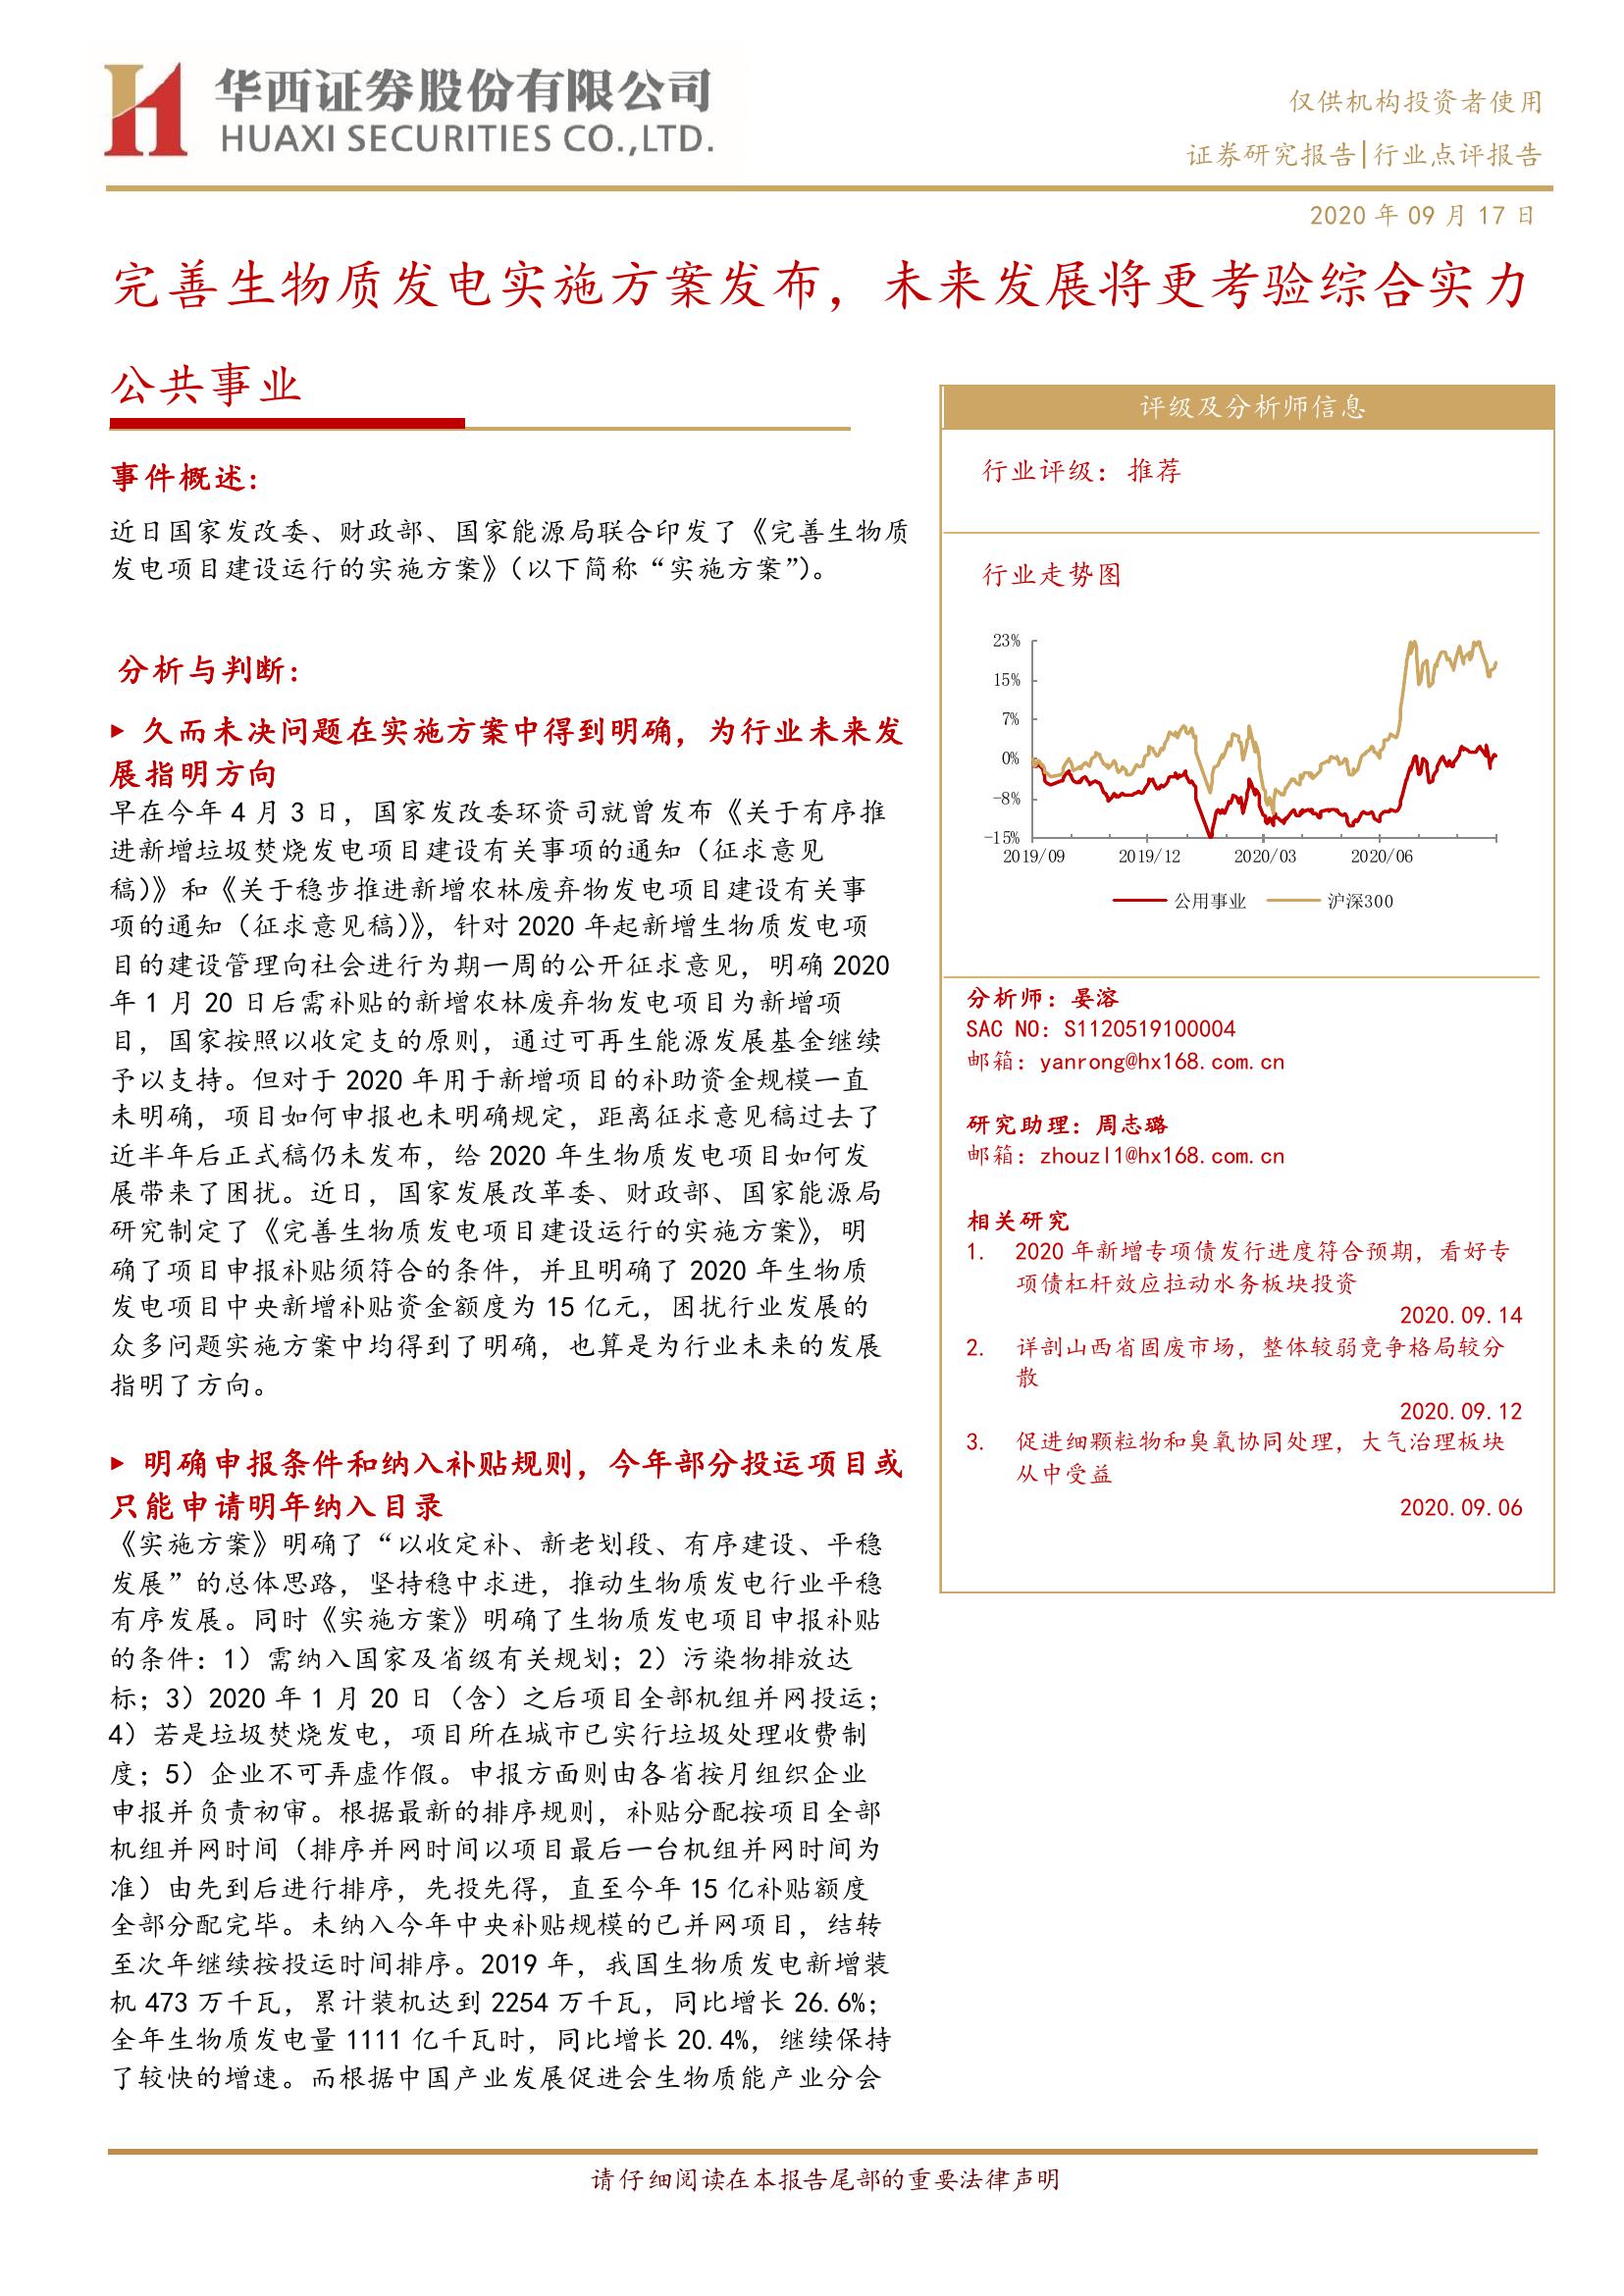 华西证券股份有限公司
HUAXI SECURITIES CO.,LTD.
仅供机构投资者使用
证券研究报告|行业点评报告
2020 年 09 月 17 日
完善生物质发电实施方案发布，未来发展将更考验综合实力
公共事业
事件概述：
近日国家发改委、财政部、国家能源局联合印发了《完善生物质
发电项目建设运行的实施方案》（以下简称“实施方案”）。
分析与判断：
▶ 久而未决问题在实施方案中得到明确，为行业未来发
展指明方向
早在今年 4 月 3 日，国家发改委环资司就曾发布《关于有序推
进新增垃圾焚烧发电项目建设有关事项的通知（征求意见
稿）》和《关于稳步推进新增农林废弃物发电项目建设有关事
项的通知（征求意见稿）》，针对 2020 年起新增生物质发电项
目的建设管理向社会进行为期一周的公开征求意见，明确 2020
年 1 月 20 日后需补贴的新增农林废弃物发电项目为新增项
目，国家按照以收定支的原则，通过可再生能源发展基金继续
予以支持。但对于 2020 年用于新增项目的补助资金规模一直
未明确，项目如何申报也未明确规定，距离征求意见稿过去了
近半年后正式稿仍未发布，给 2020 年生物质发电项目如何发
展带来了困扰。近日，国家发展改革委、财政部、国家能源局
研究制定了《完善生物质发电项目建设运行的实施方案》，明
确了项目申报补贴须符合的条件，并且明确了 2020 年生物质
发电项目中央新增补贴资金额度为 15 亿元，困扰行业发展的
众多问题实施方案中均得到了明确，也算是为行业未来的发展
指明了方向。
▶ 明确申报条件和纳入补贴规则，今年部分投运项目或
只能申请明年纳入目录
《实施方案》明确了“以收定补、新老划段、有序建设、平稳
发展”的总体思路，坚持稳中求进，推动生物质发电行业平稳
有序发展。同时《实施方案》明确了生物质发电项目申报补贴
的条件：1）需纳入国家及省级有关规划；2）污染物排放达
标；3）2020 年 1 月 20 日（含）之后项目全部机组并网投运；
4）若是垃圾焚烧发电，项目所在城市已实行垃圾处理收费制
度；5）企业不可弄虚作假。申报方面则由各省按月组织企业
申报并负责初审。根据最新的排序规则，补贴分配按项目全部
机组并网时间（排序并网时间以项目最后一台机组并网时间为
准）由先到后进行排序，先投先得，直至今年 15 亿补贴额度
全部分配完毕。未纳入今年中央补贴规模的已并网项目，结转
至次年继续按投运时间排序。2019 年，我国生物质发电新增装
机 473 万千瓦，累计装机达到 2254 万千瓦，同比增长 26.6%；
全年生物质发电量 1111 亿千瓦时，同比增长 20.4%，继续保持
了较快的增速。而根据中国产业发展促进会生物质能产业分会
评级及分析师信息
行业评级：推荐
行业走势图
23%
15%
7%
0%
-8%
-15%
2019/09 2019/12 2020/03 2020/06
公用事业 沪深300
分析师：晏溶
SAC NO：S1120519100004
邮箱：yanrong@hx168.com.cn
研究助理：周志璐
邮箱：zhouzl1@hx168.com.cn
相关研究
1. 2020 年新增专项债发行进度符合预期，看好专
项债杠杆效应拉动水务板块投资
2020.09.14
2. 详剖山西省固废市场，整体较弱竞争格局较分
散
2020.09.12
3. 促进细颗粒物和臭氧协同处理，大气治理板块
从中受益
2020.09.06
请仔细阅读在本报告尾部的重要法律声明